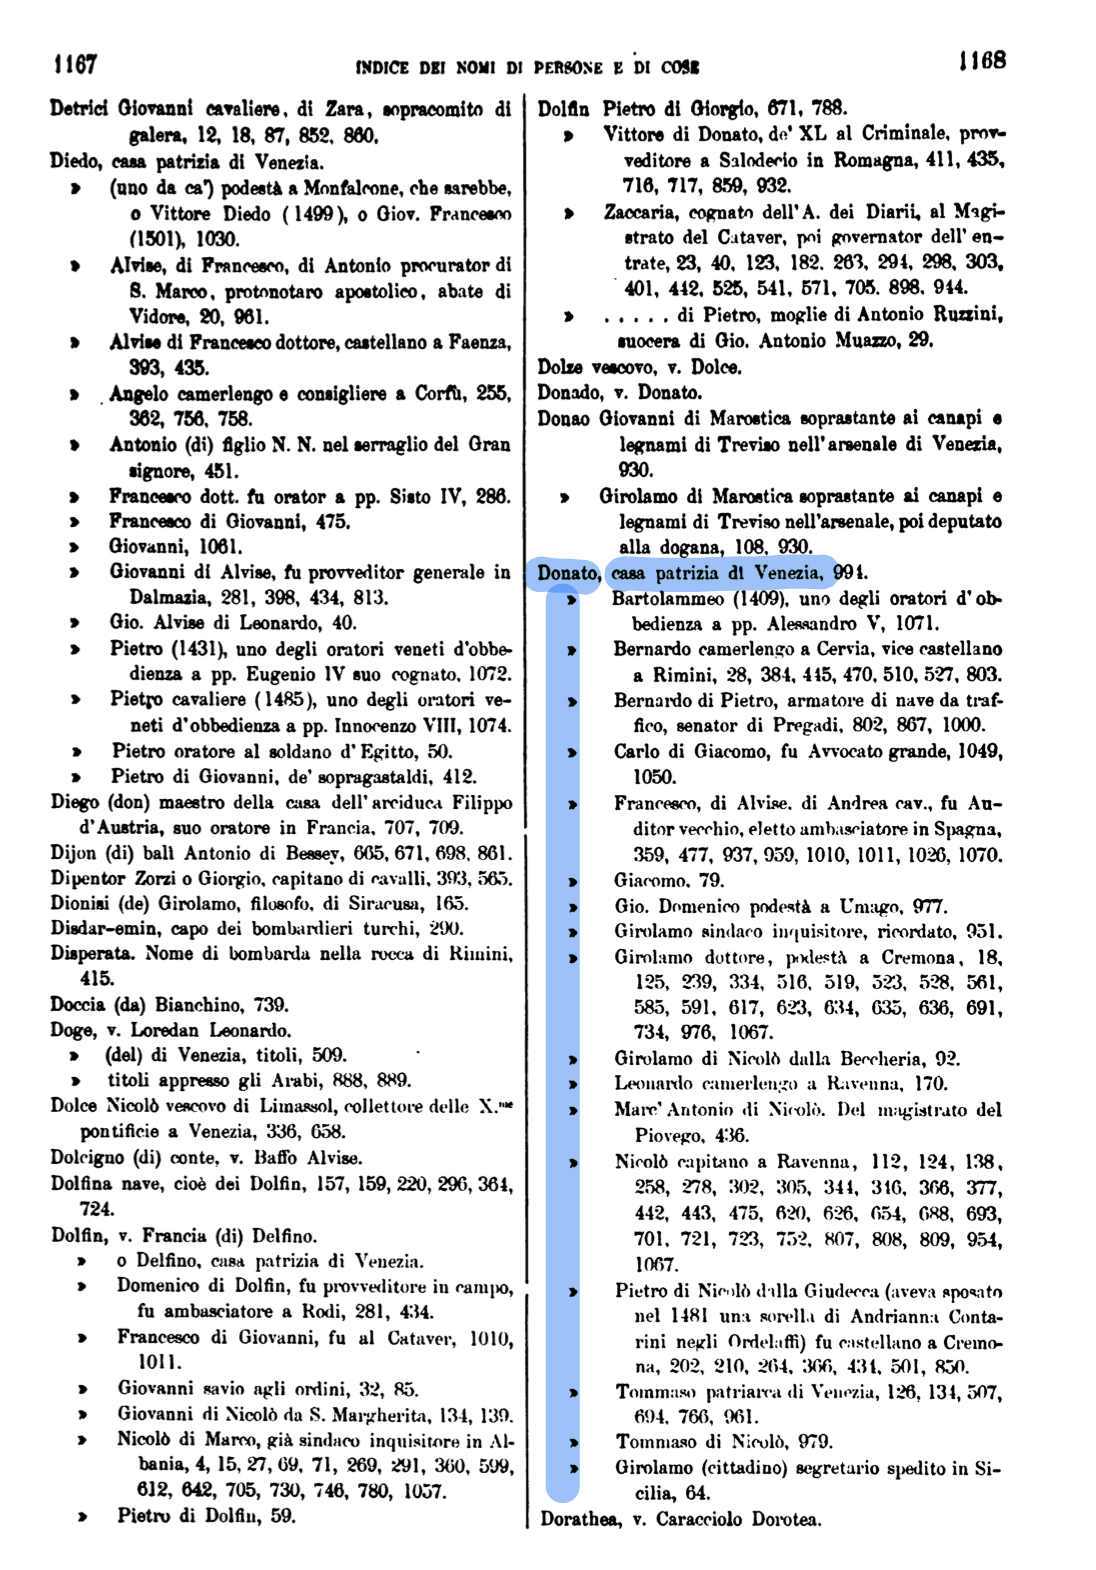 1167
INDICE DEI NOMI DI PERSONE E DI COSE
1168
Detrici Giovanni cavaliere, di Zara, sopracomito di
galera, 12, 18, 87, 852, 860.
Diedo, casa patrizia di Venezia.
» (uno da ca') podestà a Monfalcone, che sarebbe,
o Vittore Diedo (1499), o Giov. Francesco
(1501), 1030.
» Alvise, di Francesco, di Antonio procurator di
S. Marco, protonotaro apostolico, abate di
Vidore, 20, 961.
» Alvise di Francesco dottore, castellano a Faenza,
393, 435.
» Angelo camerlengo e consigliere a Corfù, 255,
362, 756, 758.
» Antonio (di) figlio N. N. nel serraglio del Gran
signore, 451.
» Francesco dott. fu orator a pp. Sisto IV, 286.
» Francesco di Giovanni, 475.
» Giovanni, 1061.
» Giovanni di Alvise, fu provveditor generale in
Dalmazia, 281, 398, 434, 813.
» Gio. Alvise di Leonardo, 40.
» Pietro (1431), uno degli oratori veneti d'obbe-
dienza a pp. Eugenio IV suo cognato, 1072.
» Pietro cavaliere (1485), uno degli oratori ve-
neti d'obbedienza a pp. Innocenzo VIII, 1074.
» Pietro oratore al soldano d' Egitto, 50.
» Pietro di Giovanni, de' sopragastaldi, 412.
Diego (don) maestro della casa dell' arciduca Filippo
d'Austria, suo oratore in Francia, 707, 709.
Dijon (di) balì Antonio di Bessey, 665, 671, 698, 861.
Dipentor Zorzi o Giorgio, capitano di cavalli, 393, 565.
Dionisi (de) Girolamo, filosofo, di Siracusa, 165.
Disdar-emin, capo dei bombardieri turchi, 290.
Disperata. Nome di bombarda nella rocca di Rimini,
415.
Doccia (da) Bianchino, 739.
Doge, v. Loredan Leonardo.
» (del) di Venezia, titoli, 509.
» titoli appresso gli Arabi, 888, 889.
Dolce Nicolò vescovo di Limassol, collettore delle X.me
pontificie a Venezia, 336, 658.
Dolcigno (di) conte, v. Baffo Alvise.
Dolfina nave, cioè dei Dolfin, 157, 159, 220, 296, 364,
724.
Dolfin, v. Francia (di) Delfino.
» o Delfino, casa patrizia di Venezia.
» Domenico di Dolfin, fu provveditore in campo,
fu ambasciatore a Rodi, 281, 434.
» Francesco di Giovanni, fu al Cataver, 1010,
1011.
» Giovanni savio agli ordini, 32, 85.
» Giovanni di Nicolò da S. Margherita, 134, 139.
» Nicolò di Marco, già sindaco inquisitore in Al-
bania, 4, 15, 27, 69, 71, 269, 291, 360, 599,
612, 642, 705, 730, 746, 780, 1057.
» Pietro di Dolfin, 59.
Dolfin Pietro di Giorgio, 671, 788.
» Vittore di Donato, de' XL al Criminale, prov-
veditore a Salodecio in Romagna, 411, 435,
716, 717, 859, 932.
» Zaccaria, cognato dell' A. dei Diarii, al Magi-
strato del Cataver, poi governator dell' en-
trate, 23, 40, 123, 182. 263, 294, 298, 303,
401, 442, 525, 541, 571, 705. 898, 944.
» . . . . . di Pietro, moglie di Antonio Ruzzini,
suocera di Gio. Antonio Muazzo, 29.
Dolze vescovo, v. Dolce.
Donado, v. Donato.
Donao Giovanni di Marostica soprastante ai canapi e
legnami di Treviso nell' arsenale di Venezia,
930.
» Girolamo di Marostica soprastante ai canapi e
legnami di Treviso nell'arsenale, poi deputato
alla dogana, 108, 930.
Donato, casa patrizia di Venezia, 994.
» Bartolammeo (1409), uno degli oratori d' ob-
bedienza a pp. Alessandro V, 1071.
» Bernardo camerlengo a Cervia, vice castellano
a Rimini, 28, 384, 445, 470, 510, 527, 803.
» Bernardo di Pietro, armatore di nave da traf-
fico, senator di Pregadi, 802, 867, 1000.
» Carlo di Giacomo, fu Avvocato grande, 1049,
1050.
» Francesco, di Alvise. di Andrea cav., fu Au-
ditor vecchio, eletto ambasciatore in Spagna,
359, 477, 937, 959, 1010, 1011, 1026, 1070.
» Giacomo, 79.
» Gio. Domenico podestà a Umago, 977.
» Girolamo sindaco inquisitore, ricordato, 951.
» Girolamo dottore, podestà a Cremona, 18,
125, 239, 334, 516, 519, 523, 528, 561,
585, 591, 617, 623, 634, 635, 636, 691,
734, 976, 1067.
» Girolamo di Nicolò dalla Beccheria, 92.
» Leonardo camerlengo a Ravenna, 170.
» Marc' Antonio di Nicolò. Del magistrato del
Piovego, 436.
» Nicolò capitano a Ravenna, 112, 124, 138,
258, 278, 302, 305, 344, 346, 366, 377,
442, 443, 475, 620, 626, 654, 688, 693,
701, 721, 723, 752, 807, 808, 809, 954,
1067.
» Pietro di Nicolò dalla Giudecca (aveva sposato
nel 1481 una sorella di Andrianna Conta-
rini negli Ordelaffi) fu castellano a Cremo-
na, 202, 210, 264, 366, 431, 501, 850.
» Tommaso patriarca di Venezia, 126, 134, 507,
694, 766, 961.
» Tommaso di Nicolò, 979.
» Girolamo (cittadino) segretario spedito in Si-
cilia, 64.
Dorathea, v. Caracciolo Dorotea.